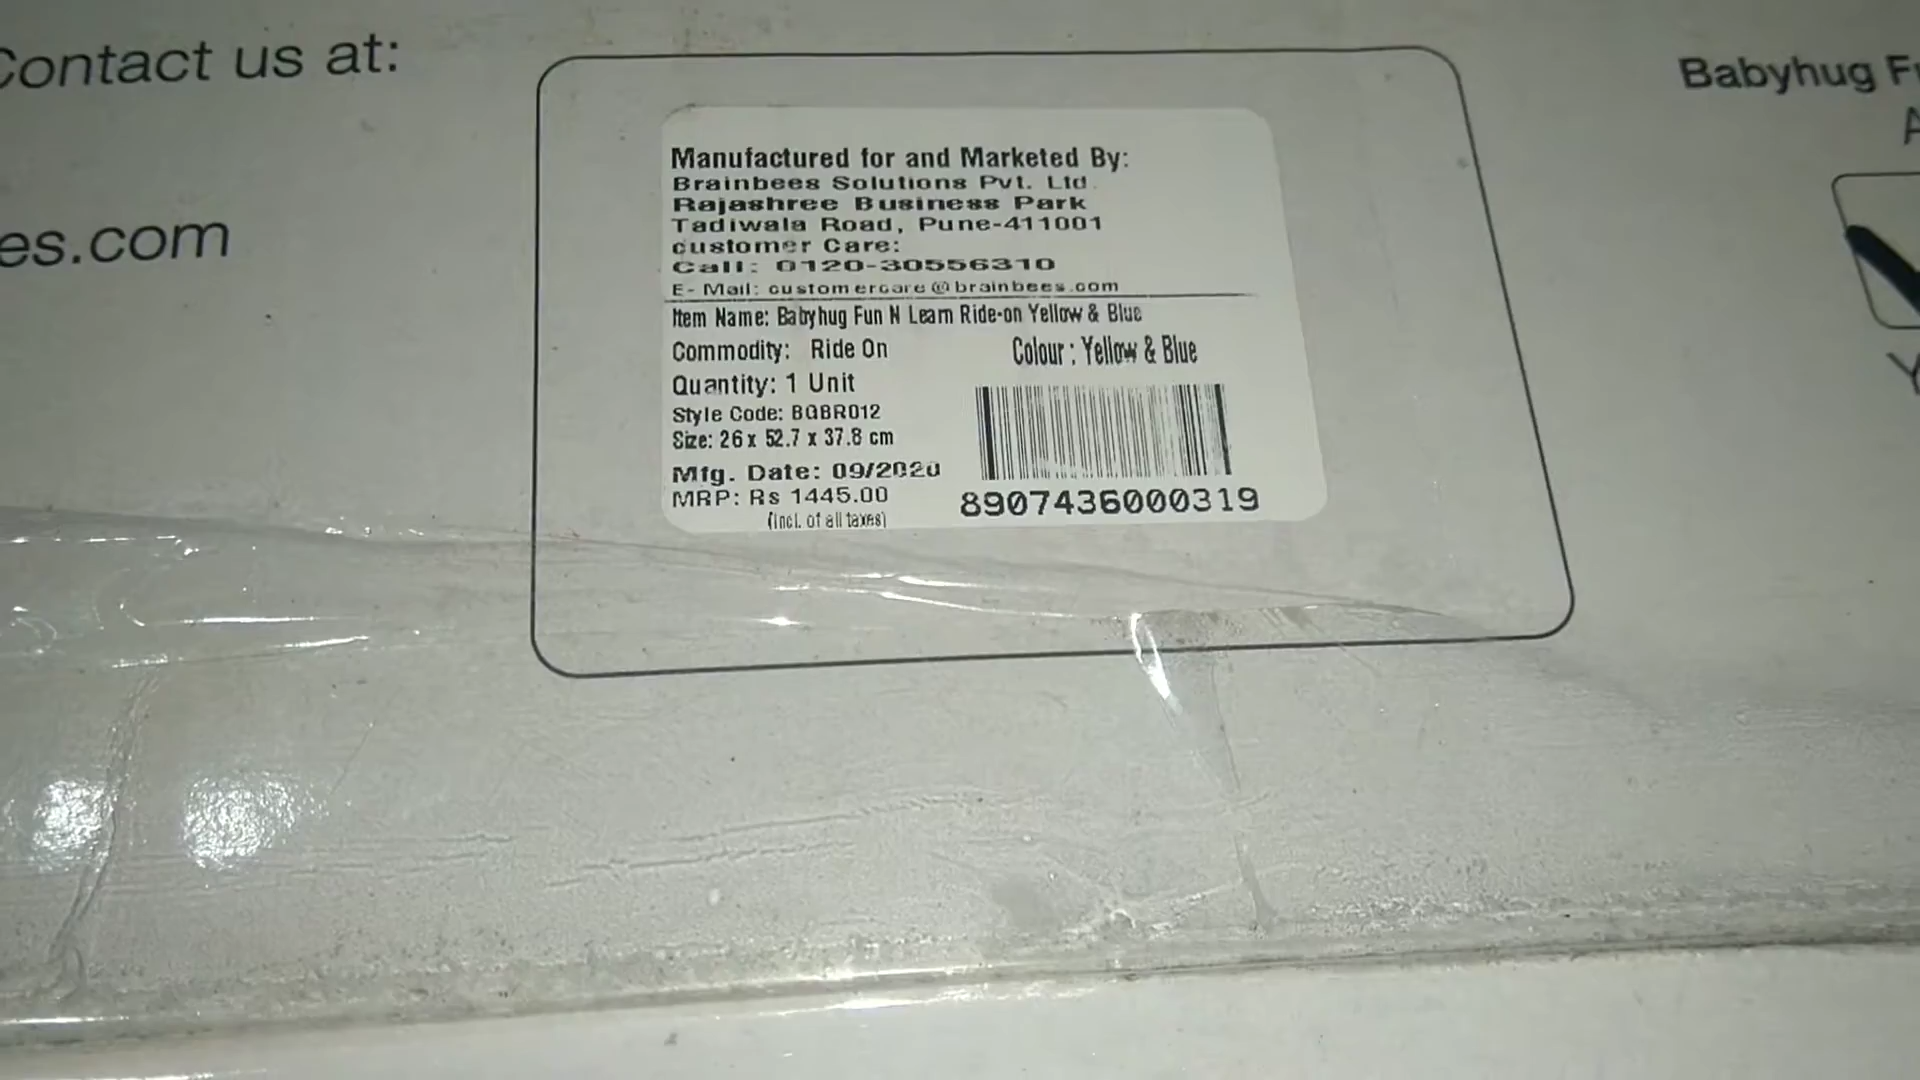 Contact us at:
es.com
Manufactured for and Marketed By:
Brainbees Solutions Pvt. Ltd.
Rajashree Business Park
Tadiwala Road, Pune-411001
customer Care:
Call: 0120-30556310
E- Mail: customercare@brainbees.com
Item Name: Babyhug Fun N Learn Ride-on Yellow & Blue
Commodity: Ride On
Colour : Yellow & Blue
Quantity: 1 Unit
Style Code: BGBR012
Size: 26 x 52.7 x 37.8 cm
Mfg. Date: 09/2020
MRP: Rs 1445.00
(incl. of all taxes)
8907436000319
Babyhug